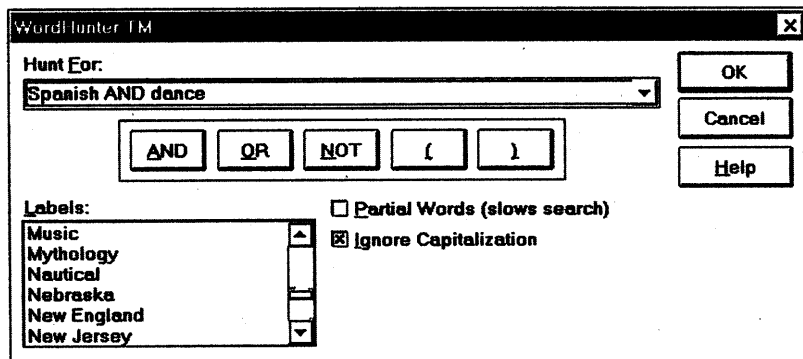 WordHunter TM
Hunt For:
Spanish AND dance
OK
Cancel
Help
AND OR NOT ( )
Labels:
Music
Mythology
Nautical
Nebraska
New England
New Jersey
Partial Words (slows search)
Ignore Capitalization